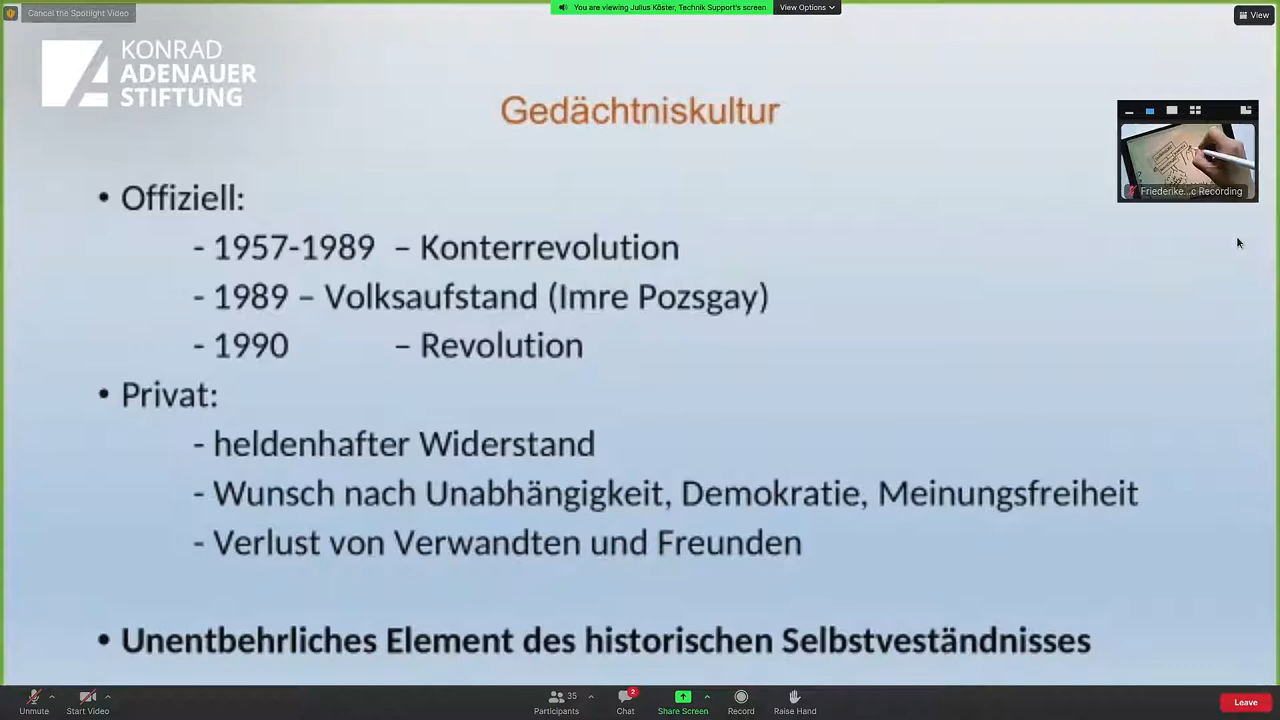 Cancel the Spotlight Video
You are viewing Julius Köster, Technik Support's screen
View Options
View
KONRAD
ADENAUER
STIFTUNG
Gedächtniskultur
Friederike...c Recording
• Offiziell:
- 1957-1989 – Konterrevolution
- 1989 – Volksaufstand (Imre Pozsgay)
- 1990 – Revolution
• Privat:
- heldenhafter Widerstand
- Wunsch nach Unabhängigkeit, Demokratie, Meinungsfreiheit
- Verlust von Verwandten und Freunden
• Unentbehrliches Element des historischen Selbstveständnisses
Unmute
Start Video
Participants 35
Chat 2
Share Screen
Record
Raise Hand
Leave